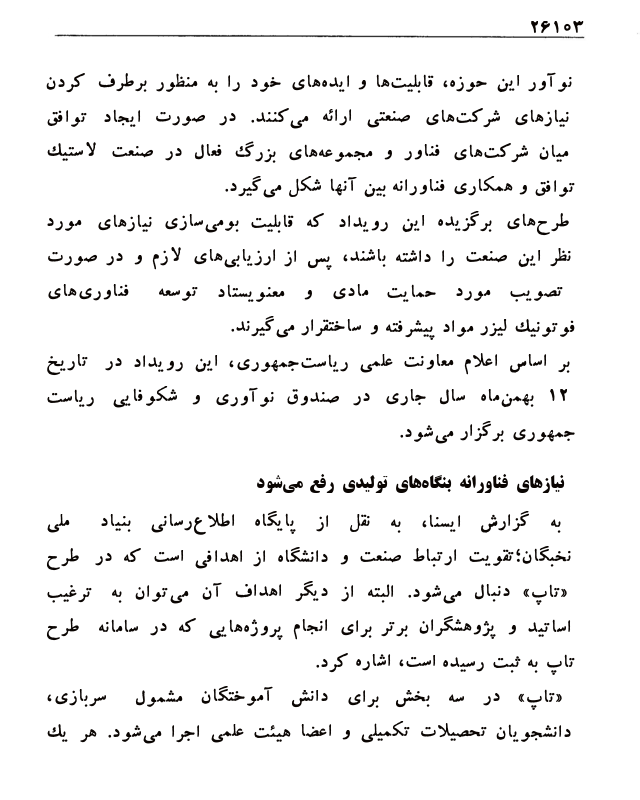 ۲۶۱۰۳
نوآور این حوزه، قابلیت‌ها و ایده‌های خود را به منظور برطرف کردن
نیازهای شرکت‌های صنعتی ارائه می‌کنند. در صورت ایجاد توافق
میان شرکت‌های فناور و مجموعه‌های بزرگ فعال در صنعت لاستیك
توافق و همکاری فناورانه بین آنها شکل می‌گیرد.
طرح‌های برگزیده این رویداد که قابلیت بومی‌سازی نیازهای مورد
نظر این صنعت را داشته باشند، پس از ارزیابی‌های لازم و در صورت
تصویب مورد حمایت مادی و معنویستاد توسعه فناوری‌های
فوتونیك لیزر مواد پیشرفته و ساختقرار می‌گیرند.
بر اساس اعلام معاونت علمی ریاست‌جمهوری، این رویداد در تاریخ
۱۲ بهمن‌ماه سال جاری در صندوق نوآوری و شکوفایی ریاست
جمهوری برگزار می‌شود.
نیازهای فناورانه بنگاه‌های تولیدی رفع می‌شود
به گزارش ایسنا، به نقل از پایگاه اطلاع‌رسانی بنیاد ملی
نخبگان؛تقویت ارتباط صنعت و دانشگاه از اهدافی است که در طرح
«تاپ» دنبال می‌شود. البته از دیگر اهداف آن می‌توان به ترغیب
اساتید و پژوهشگران برتر برای انجام پروژه‌هایی که در سامانه طرح
تاپ به ثبت رسیده است، اشاره کرد.
«تاپ» در سه بخش برای دانش آموختگان مشمول سربازی،
دانشجویان تحصیلات تکمیلی و اعضا هیئت علمی اجرا می‌شود. هر یك